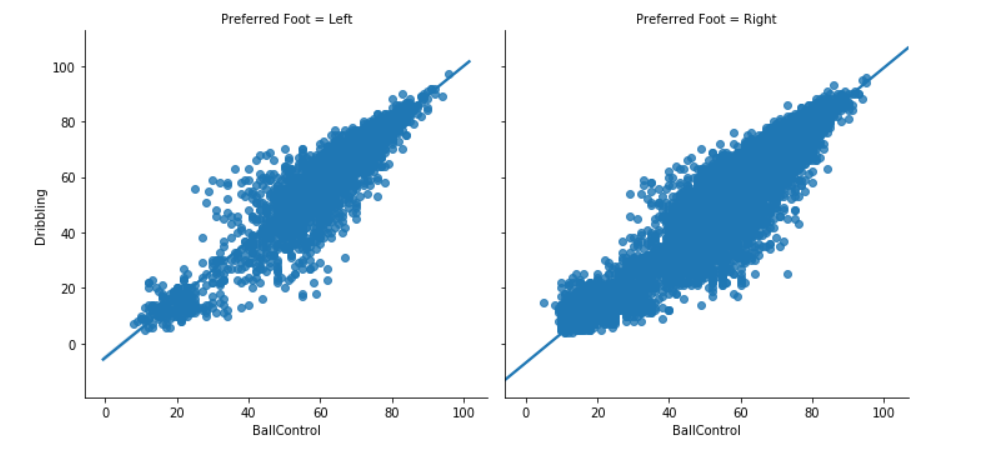 Preferred Foot = Left
Preferred Foot = Right
Dribbling
100
80
60
40
20
0
0 20 40 60 80 100
BallControl
0 20 40 60 80 100
BallControl